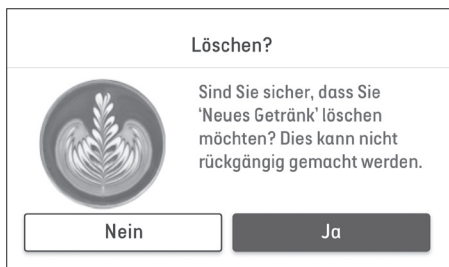 Löschen?
Sind Sie sicher, dass Sie
‘Neues Getränk’ löschen
möchten? Dies kann nicht
rückgängig gemacht werden.
Nein
Ja